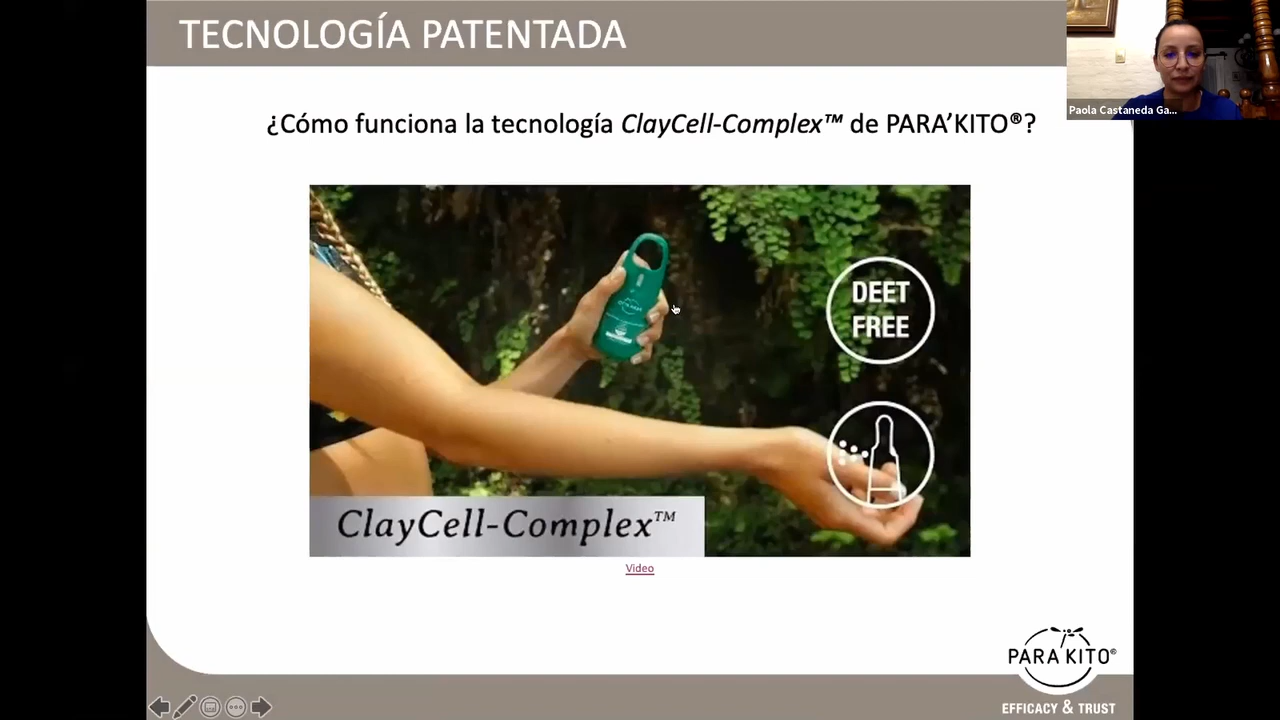 TECNOLOGÍA PATENTADA
Paola Castaneda Ga...
¿Cómo funciona la tecnología ClayCell-Complex™ de PARA'KITO®?
DEET
FREE
ClayCell-Complex™
Video
PARA'KITO®
EFFICACY & TRUST